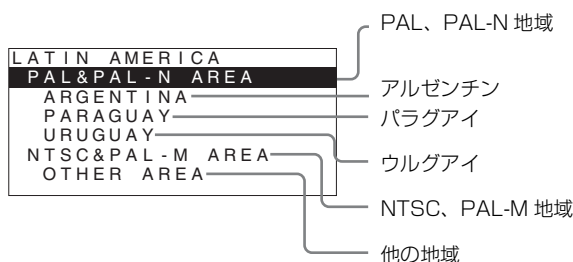 LATIN AMERICA
PAL&PAL-N AREA
ARGENTINA
PARAGUAY
URUGUAY
NTSC&PAL-M AREA
OTHER AREA
PAL、PAL-N 地域
アルゼンチン
パラグアイ
ウルグアイ
NTSC、PAL-M 地域
他の地域